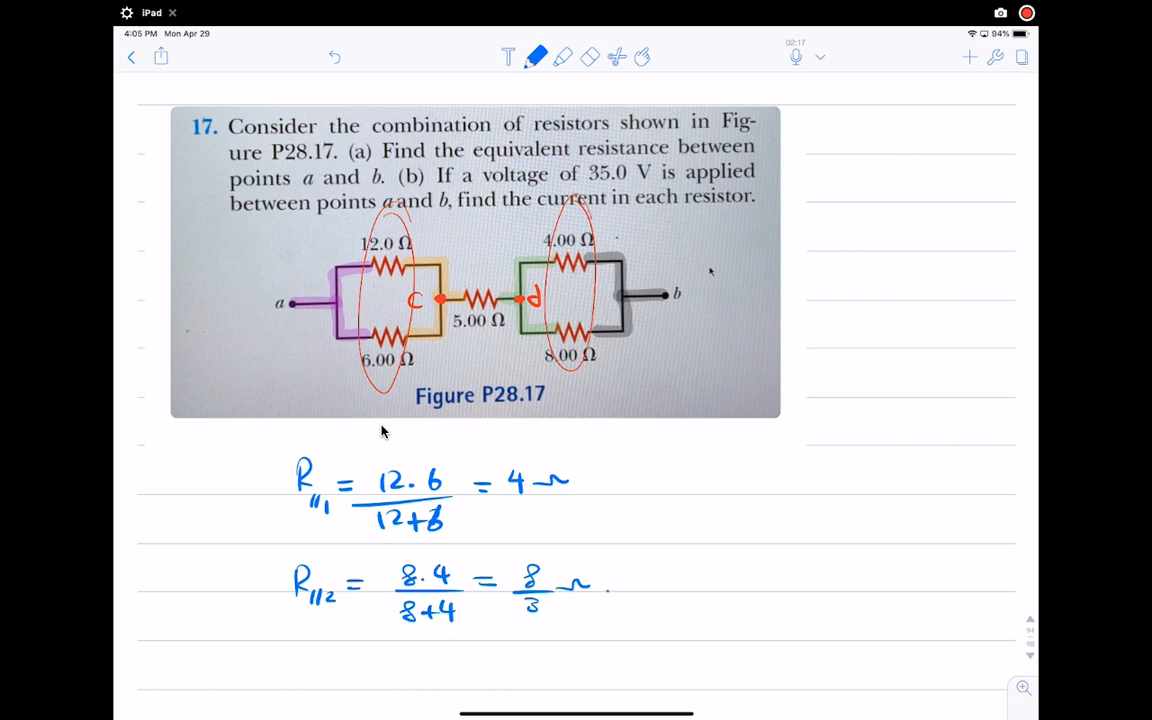 iPad
4:05 PM Mon Apr 29
94%
02:17
T
17. Consider the combination of resistors shown in Fig-
ure P28.17. (a) Find the equivalent resistance between
points a and b. (b) If a voltage of 35.0 V is applied
between points a and b, find the current in each resistor.
12.0 Ω
4.00 Ω
a
c
d
b
5.00 Ω
6.00 Ω
8.00 Ω
Figure P28.17
R//1 = 12.6 / 12+6 = 4 Ω
R//2 = 8.4 / 8+4 = 8/3 Ω.
94
98